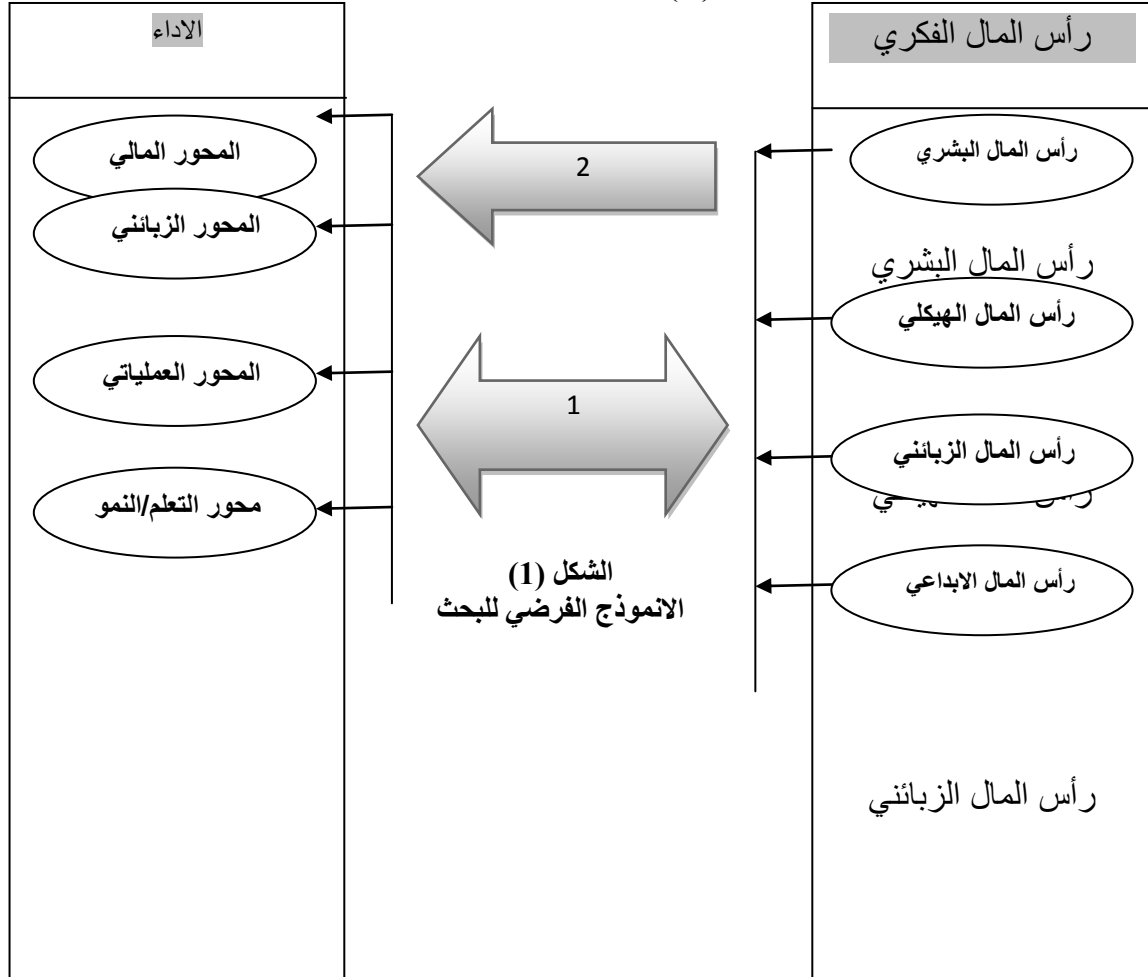 رأس المال الفكري
رأس المال البشري
رأس المال البشري
رأس المال الهيكلي
رأس المال الزبائني
رأس المال الابداعي
رأس المال الزبائني
2
1
الشكل (1)
الانموذج الفرضي للبحث
الاداء
المحور المالي
المحور الزبائني
المحور العملياتي
محور التعلم/النمو